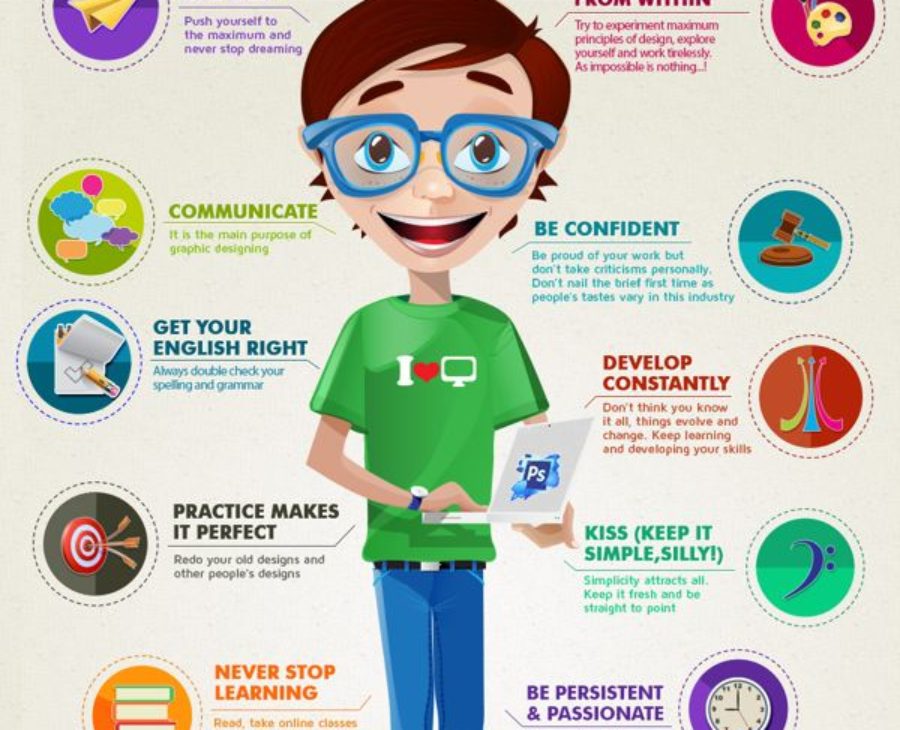 Push yourself to
the maximum and
never stop dreaming
FROM WITHIN
Try to experiment maximum
principles of design, explore
yourself and work tirelessly.
As impossible is nothing...!
COMMUNICATE
It is the main purpose of
graphic designing
BE CONFIDENT
Be proud of your work but
don't take criticisms personally.
Don't nail the brief first time as
people's tastes vary in this industry
GET YOUR
ENGLISH RIGHT
Always double check your
spelling and grammar
I
DEVELOP
CONSTANTLY
Don't think you know
it all, things evolve and
change. Keep learning
and developing your skills
Ps
PRACTICE MAKES
IT PERFECT
Redo your old designs and
other people's designs
KISS (KEEP IT
SIMPLE,SILLY!)
Simplicity attracts all.
Keep it fresh and be
straight to point
NEVER STOP
LEARNING
Read, take online classes
BE PERSISTENT
& PASSIONATE